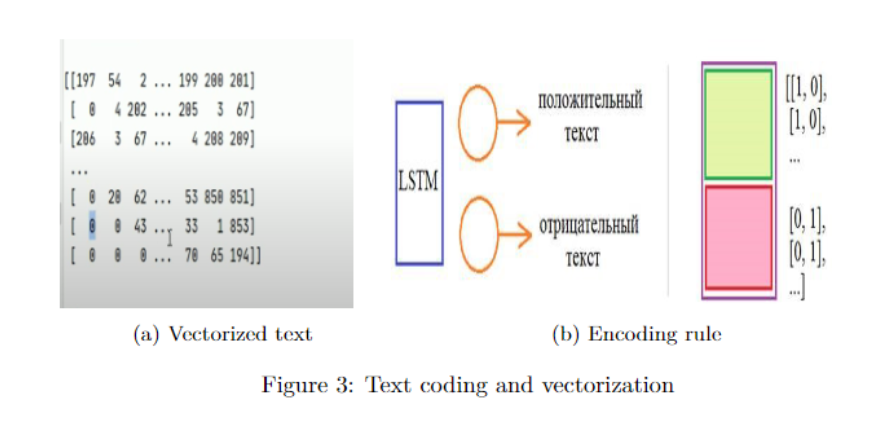 [[197 54 2 ... 199 200 201]
[ 0 4 202 ... 205 3 67]
[206 3 67 ... 4 208 209]
...
[ 0 20 62 ... 53 850 851]
[ 0 0 43 ... 33 1 853]
[ 0 0 0 ... 70 65 194]]
(a) Vectorized text
LSTM
положительный
текст
отрицательный
текст
[[1, 0],
[1, 0],
...
[0, 1],
[0, 1],
...]
(b) Encoding rule
Figure 3: Text coding and vectorization